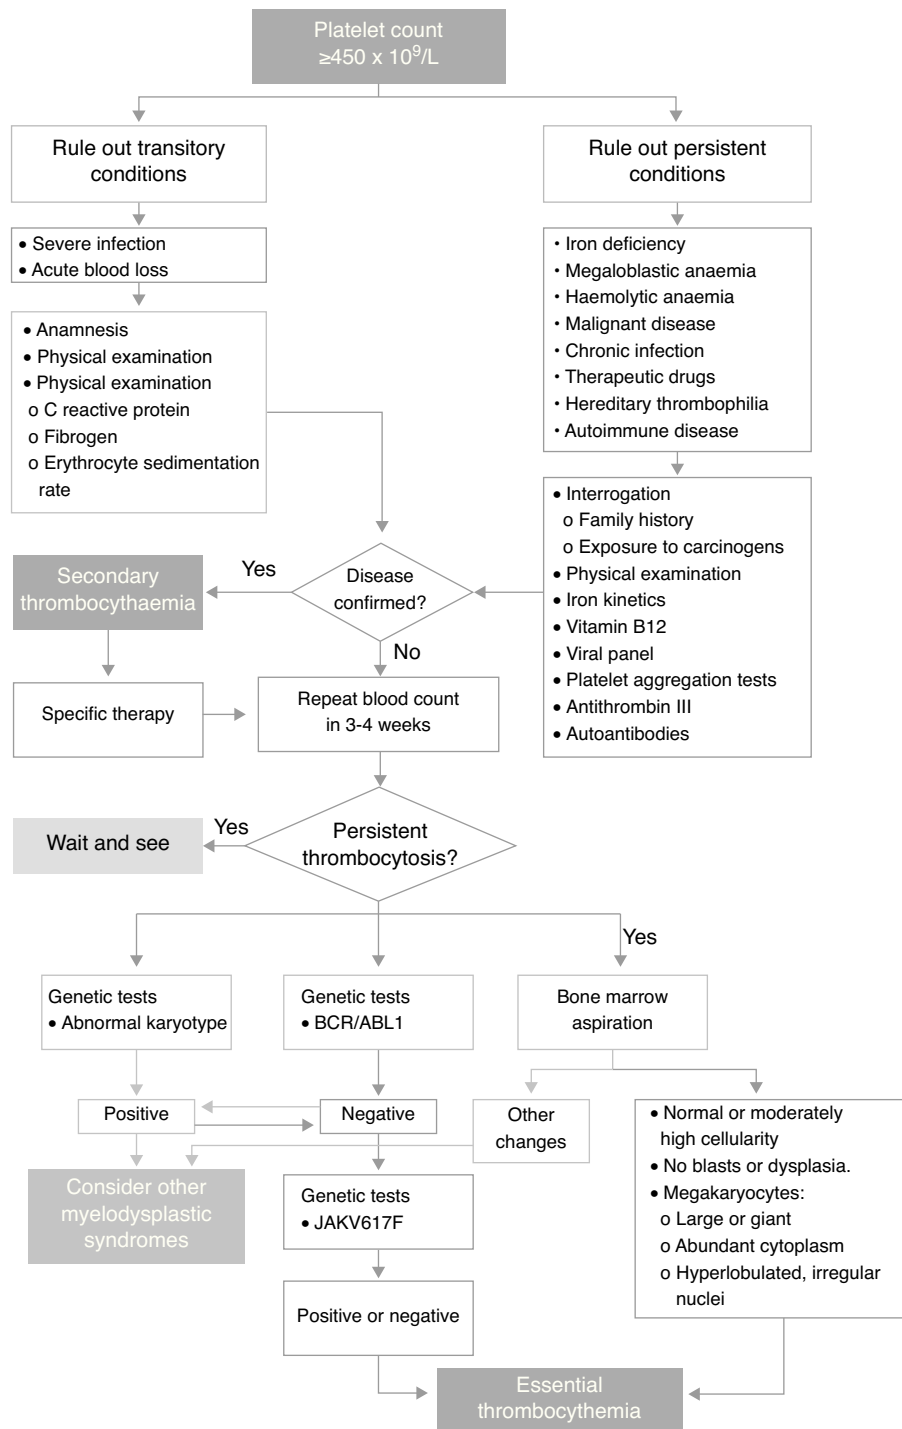 Platelet count
≥450 x 10⁹/L
Rule out transitory
conditions
Rule out persistent
conditions
• Severe infection
• Acute blood loss
• Iron deficiency
• Megaloblastic anaemia
• Haemolytic anaemia
• Malignant disease
• Chronic infection
• Therapeutic drugs
• Hereditary thrombophilia
• Autoimmune disease
• Anamnesis
• Physical examination
• Physical examination
o C reactive protein
o Fibrogen
o Erythrocyte sedimentation
rate
• Interrogation
o Family history
o Exposure to carcinogens
• Physical examination
• Iron kinetics
• Vitamin B12
• Viral panel
• Platelet aggregation tests
• Antithrombin III
• Autoantibodies
Disease
confirmed?
Yes
Secondary
thrombocythaemia
No
Specific therapy
Repeat blood count
in 3-4 weeks
Persistent
thrombocytosis?
Yes
Wait and see
Yes
Genetic tests
• Abnormal karyotype
Genetic tests
• BCR/ABL1
Bone marrow
aspiration
Positive
Negative
Other
changes
• Normal or moderately
high cellularity
• No blasts or dysplasia.
• Megakaryocytes:
o Large or giant
o Abundant cytoplasm
o Hyperlobulated, irregular
nuclei
Consider other
myelodysplastic
syndromes
Genetic tests
• JAKV617F
Positive or negative
Essential
thrombocythemia